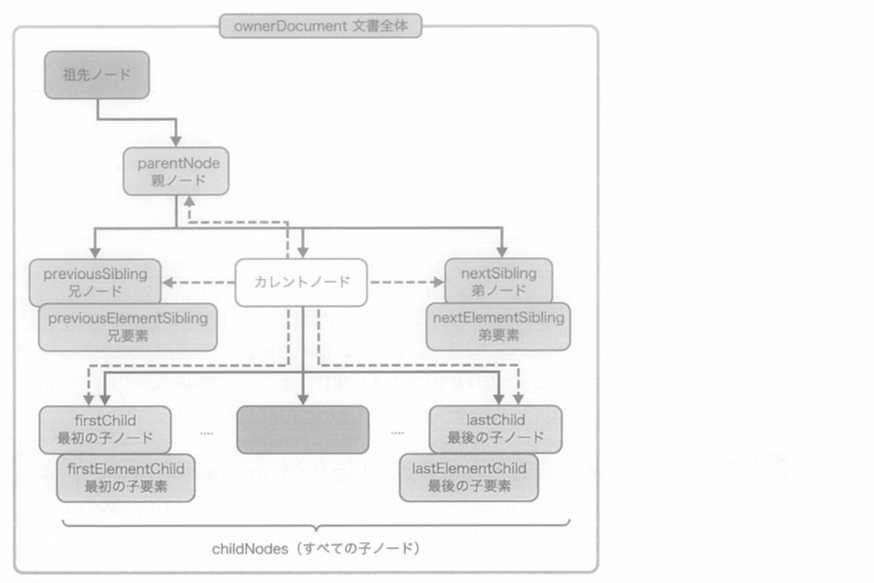 ownerDocument 文書全体
祖先ノード
parentNode
親ノード
previousSibling
兄ノード
previousElementSibling
兄要素
カレントノード
nextSibling
弟ノード
nextElementSibling
弟要素
firstChild
最初の子ノード
firstElementChild
最初の子要素
....
....
lastChild
最後の子ノード
lastElementChild
最後の子要素
childNodes（すべての子ノード）